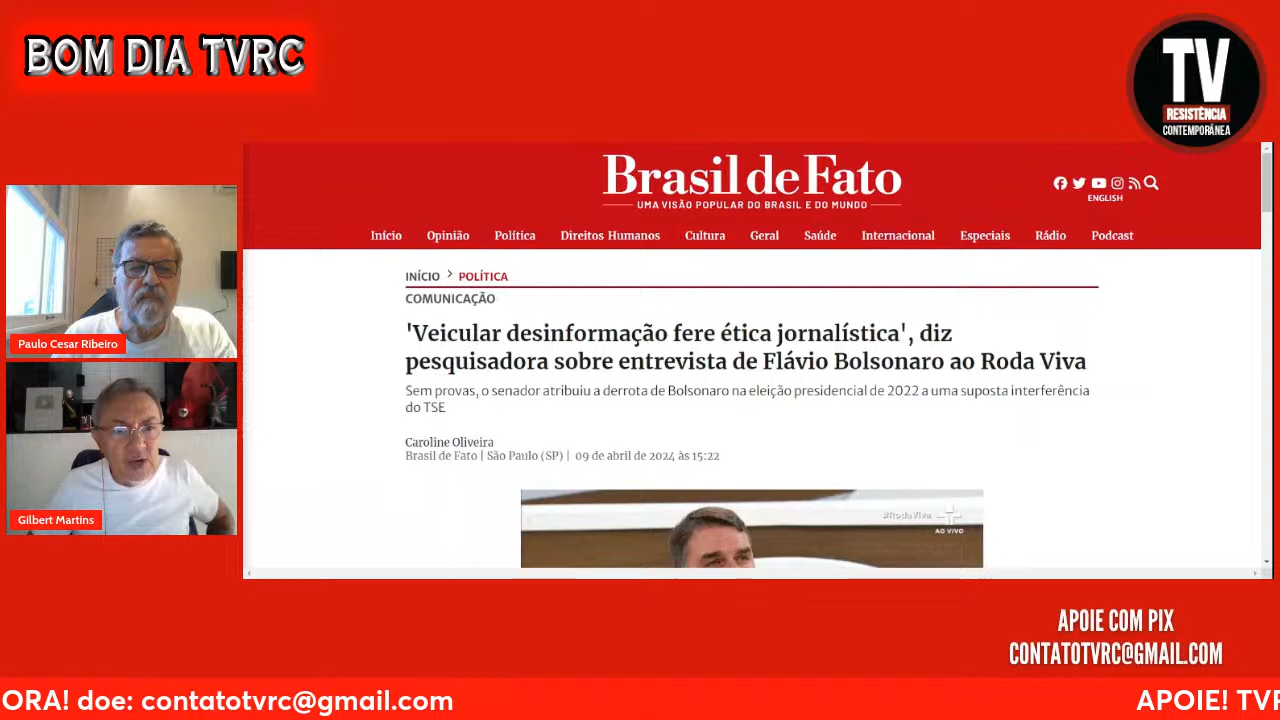 BOM DIA TVRC
TV
RESISTÊNCIA
CONTEMPORÂNEA
Brasil de Fato
UMA VISÃO POPULAR DO BRASIL E DO MUNDO
ENGLISH
Início Opinião Política Direitos Humanos Cultura Geral Saúde Internacional Especiais Rádio Podcast
INÍCIO > POLÍTICA
COMUNICAÇÃO
'Veicular desinformação fere ética jornalística', diz
pesquisadora sobre entrevista de Flávio Bolsonaro ao Roda Viva
Sem provas, o senador atribuiu a derrota de Bolsonaro na eleição presidencial de 2022 a uma suposta interferência
do TSE
Caroline Oliveira
Brasil de Fato | São Paulo (SP) | 09 de abril de 2024 às 15:22
#RodaViva
AO VIVO
Paulo Cesar Ribeiro
Gilbert Martins
APOIE COM PIX
CONTATOTVRC@GMAIL.COM
ORA! doe: contatotvrc@gmail.com APOIE! TVR